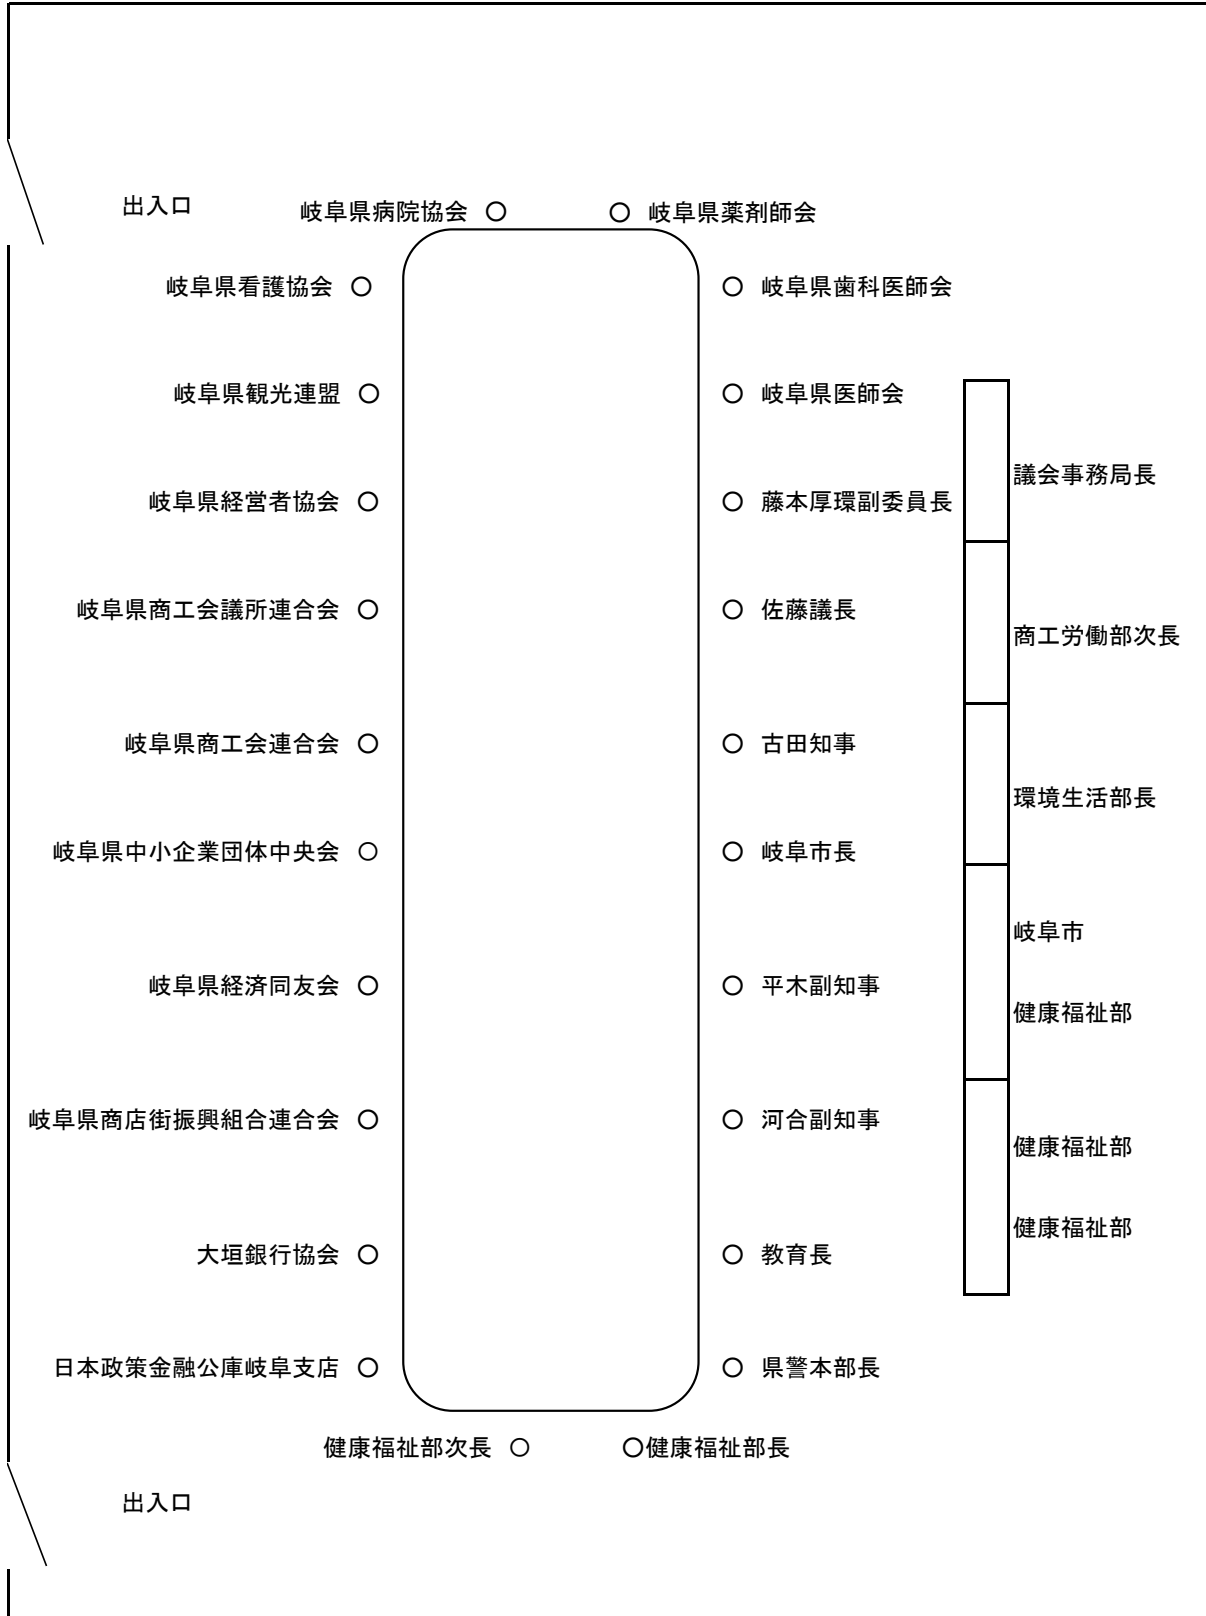 出入口
岐阜県病院協会 ○ ○ 岐阜県薬剤師会
岐阜県看護協会 ○ ○ 岐阜県歯科医師会
岐阜県観光連盟 ○ ○ 岐阜県医師会
議会事務局長
岐阜県経営者協会 ○ ○ 藤本厚環副委員長
岐阜県商工会議所連合会 ○ ○ 佐藤議長
商工労働部次長
岐阜県商工会連合会 ○ ○ 古田知事
環境生活部長
岐阜県中小企業団体中央会 ○ ○ 岐阜市長
岐阜市
岐阜県経済同友会 ○ ○ 平木副知事
健康福祉部
岐阜県商店街振興組合連合会 ○ ○ 河合副知事
健康福祉部
健康福祉部
大垣銀行協会 ○ ○ 教育長
日本政策金融公庫岐阜支店 ○ ○ 県警本部長
健康福祉部次長 ○ ○健康福祉部長
出入口